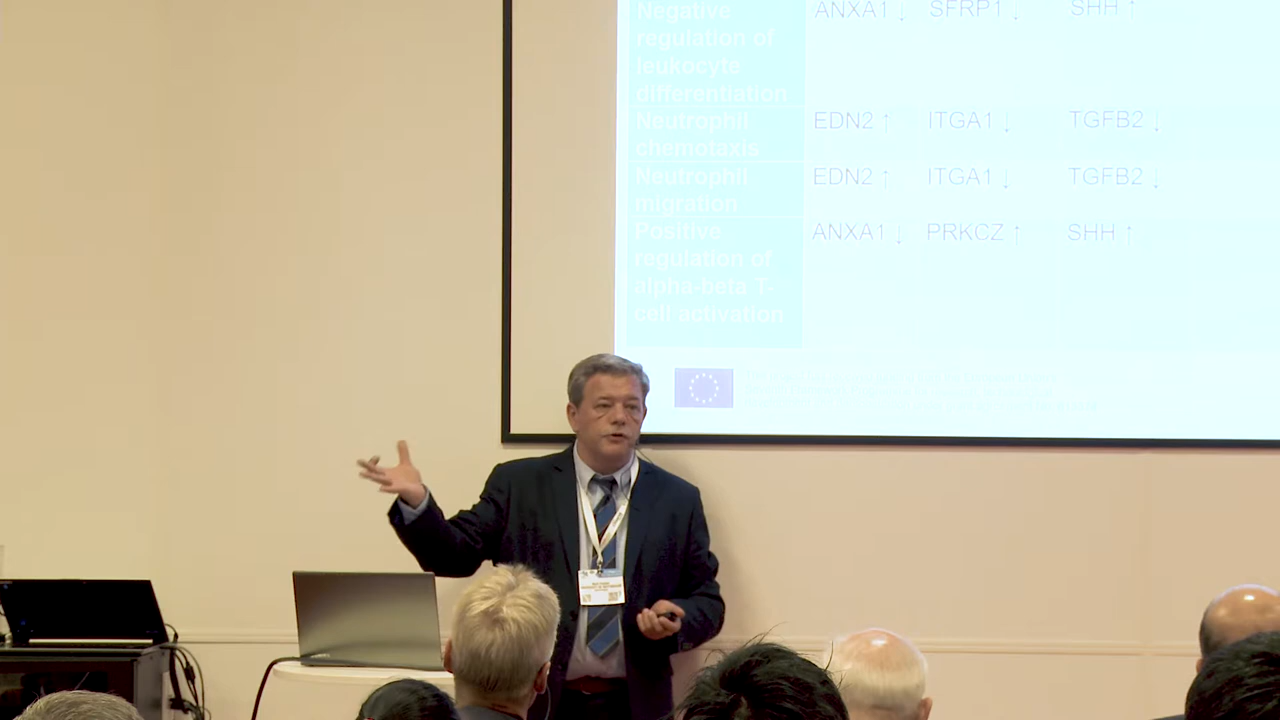 Negative ANXA1 ↓ SFRP1 ↓ SHH ↑
regulation of
leukocyte
differentiation
Neutrophil EDN2 ↑ ITGA1 ↓ TGFB2 ↓
chemotaxis
Neutrophil EDN2 ↑ ITGA1 ↓ TGFB2 ↓
migration
Positive ANXA1 ↓ PRKCZ ↑ SHH ↑
regulation of
alpha-beta T-
cell activation